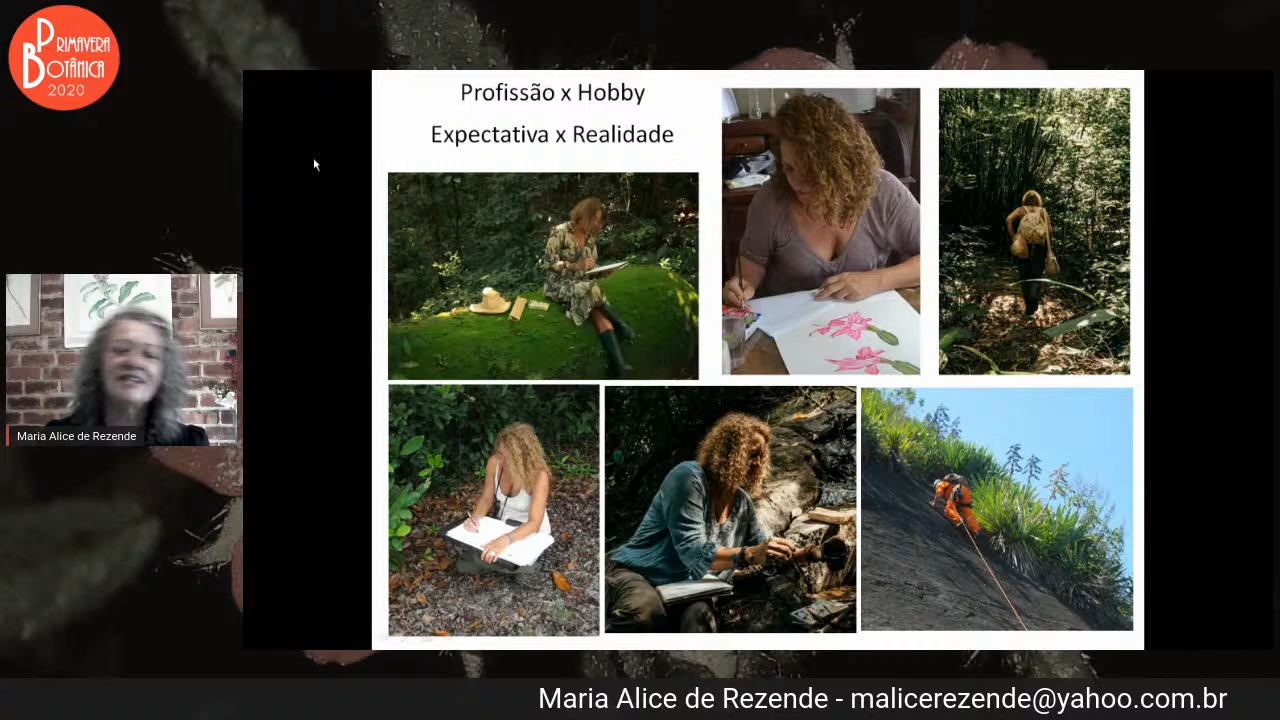 PRIMAVERA
BOTÂNICA
2020
Profissão x Hobby
Expectativa x Realidade
Maria Alice de Rezende
Maria Alice de Rezende - malicerezende@yahoo.com.br